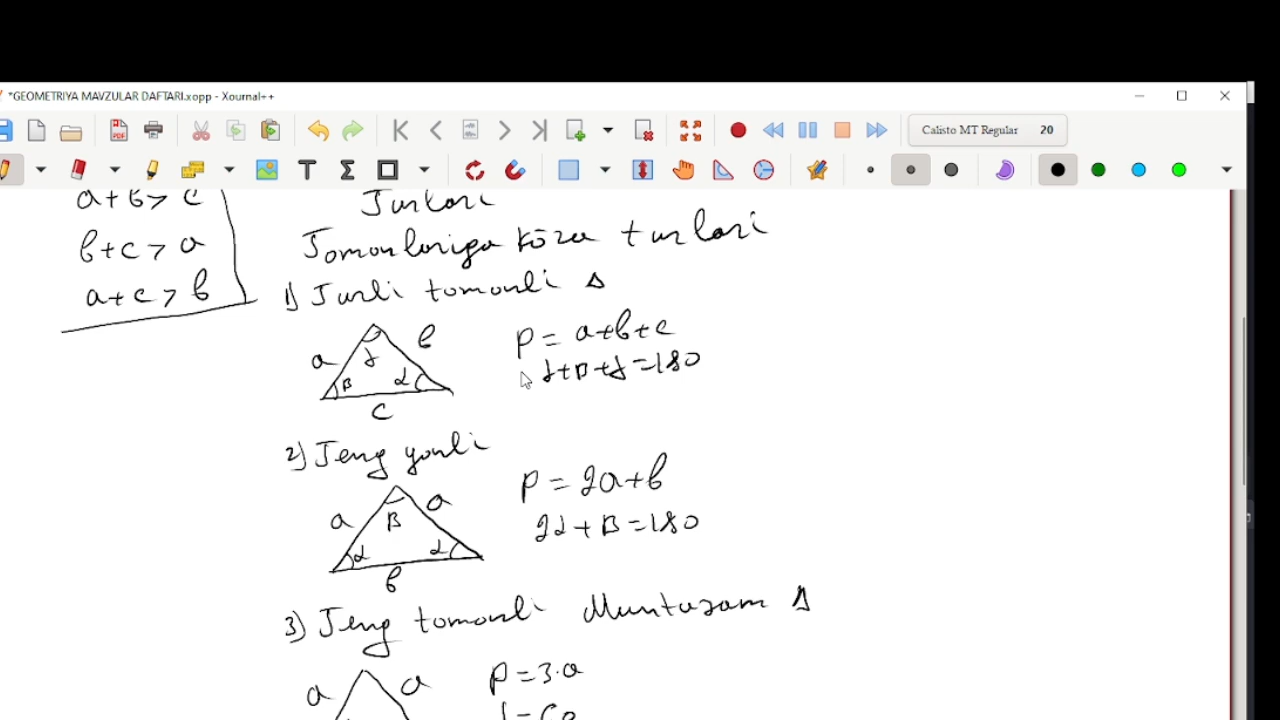 *GEOMETRIYA MAVZULAR DAFTARI.xopp - Xournal++
Calisto MT Regular 20
a+b> c
b+c > a
a+c > b
Turlari
Tomonlariga ko'ra turlari
1) Turli tomonli Δ
a
b
γ
β
α
c
P = a+b+c
α+β+γ=180
2) Teng yonli
a
a
β
α
α
b
P = 2a+b
2α+β=180
3) Teng tomonli Muntazam Δ
a
a
P = 3·a
α = 60